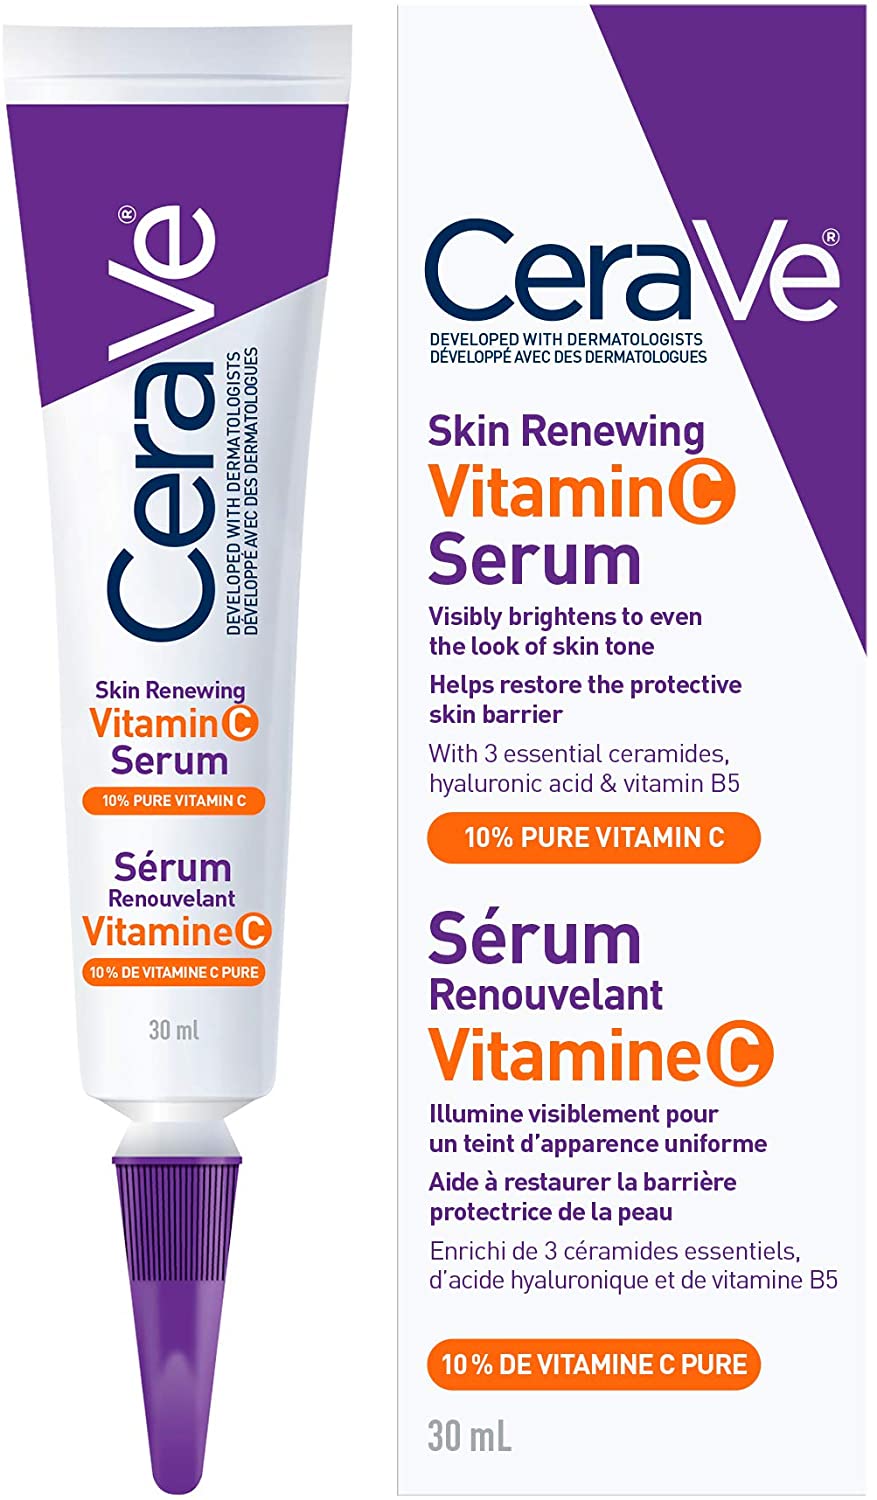 CeraVe®
DEVELOPED WITH DERMATOLOGISTS
DÉVELOPPÉ AVEC DES DERMATOLOGUES
Skin Renewing
Vitamin C
Serum
10% PURE VITAMIN C
Sérum
Renouvelant
Vitamine C
10% DE VITAMINE C PURE
30 ml
CeraVe®
DEVELOPED WITH DERMATOLOGISTS
DÉVELOPPÉ AVEC DES DERMATOLOGUES
Skin Renewing
Vitamin C
Serum
Visibly brightens to even
the look of skin tone
Helps restore the protective
skin barrier
With 3 essential ceramides,
hyaluronic acid & vitamin B5
10% PURE VITAMIN C
Sérum
Renouvelant
Vitamine C
Illumine visiblement pour
un teint d'apparence uniforme
Aide à restaurer la barrière
protectrice de la peau
Enrichi de 3 céramides essentiels,
d'acide hyaluronique et de vitamine B5
10% DE VITAMINE C PURE
30 mL